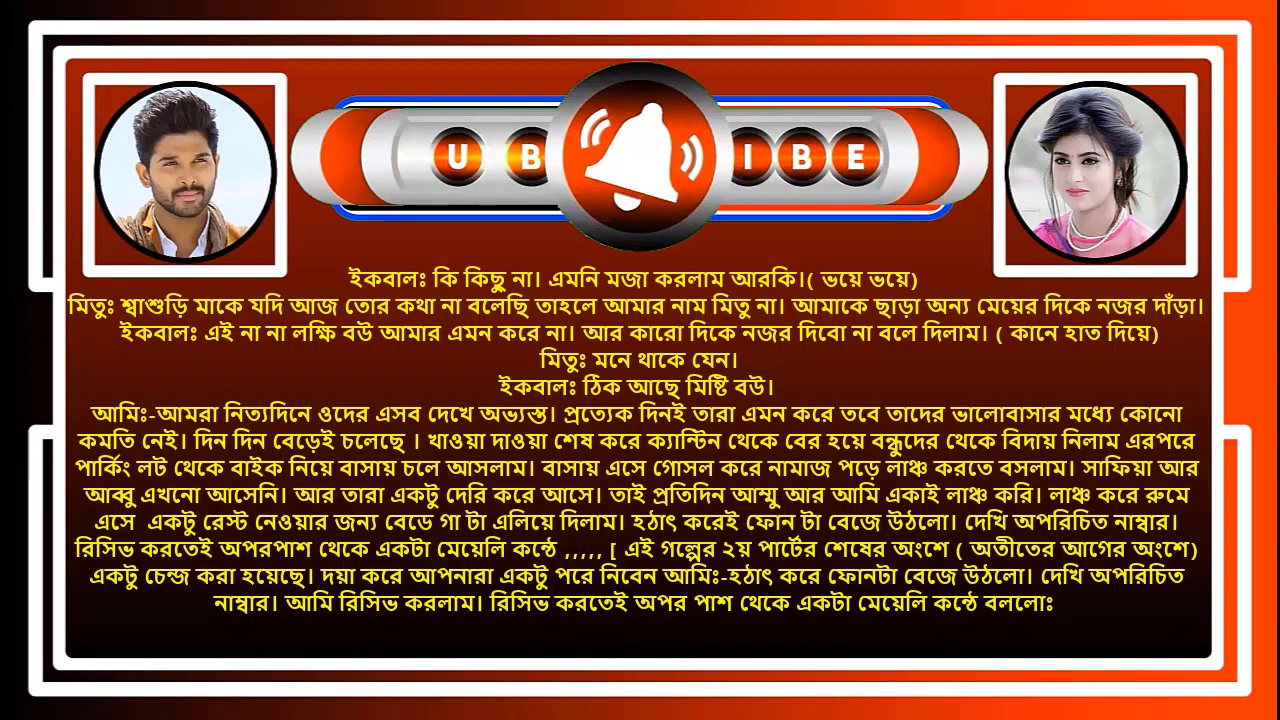 UB IBE
ইকবালঃ কি কিছু না। এমনি মজা করলাম আরকি।( ভয়ে ভয়ে)
মিতুঃ শ্বাশুড়ি মাকে যদি আজ তোর কথা না বলেছি তাহলে আমার নাম মিতু না। আমাকে ছাড়া অন্য মেয়ের দিকে নজর দাঁড়া।
ইকবালঃ এই না না লক্ষি বউ আমার এমন করে না। আর কারো দিকে নজর দিবো না বলে দিলাম। ( কানে হাত দিয়ে)
মিতুঃ মনে থাকে যেন।
ইকবালঃ ঠিক আছে মিষ্টি বউ।
আমিঃ-আমরা নিত্যদিনে ওদের এসব দেখে অভ্যস্ত। প্রত্যেক দিনই তারা এমন করে তবে তাদের ভালোবাসার মধ্যে কোনো
কমতি নেই। দিন দিন বেড়েই চলেছে । খাওয়া দাওয়া শেষ করে ক্যান্টিন থেকে বের হয়ে বন্ধুদের থেকে বিদায় নিলাম এরপরে
পার্কিং লট থেকে বাইক নিয়ে বাসায় চলে আসলাম। বাসায় এসে গোসল করে নামাজ পড়ে লাঞ্চ করতে বসলাম। সাফিয়া আর
আব্বু এখনো আসেনি। আর তারা একটু দেরি করে আসে। তাই প্রতিদিন আম্মু আর আমি একাই লাঞ্চ করি। লাঞ্চ করে রুমে
এসে একটু রেস্ট নেওয়ার জন্য বেডে গা টা এলিয়ে দিলাম। হঠাৎ করেই ফোন টা বেজে উঠলো। দেখি অপরিচিত নাম্বার।
রিসিভ করতেই অপরপাশ থেকে একটা মেয়েলি কন্ঠে ,,,,, [ এই গল্পের ২য় পার্টের শেষের অংশে ( অতীতের আগের অংশে)
একটু চেন্জ করা হয়েছে। দয়া করে আপনারা একটু পরে নিবেন আমিঃ-হঠাৎ করে ফোনটা বেজে উঠলো। দেখি অপরিচিত
নাম্বার। আমি রিসিভ করলাম। রিসিভ করতেই অপর পাশ থেকে একটা মেয়েলি কন্ঠে বললোঃ